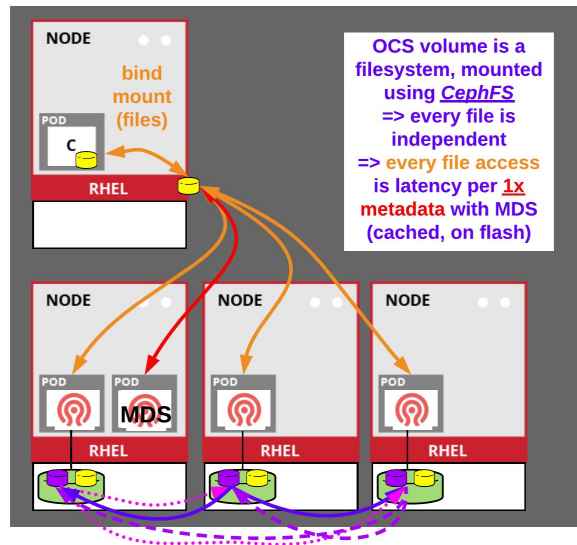 NODE
bind
mount
(files)
POD
C
RHEL
OCS volume is a
filesystem, mounted
using CephFS
=> every file is
independent
=> every file access
is latency per 1x
metadata with MDS
(cached, on flash)
NODE
POD
POD
MDS
RHEL
NODE
POD
RHEL
NODE
POD
RHEL